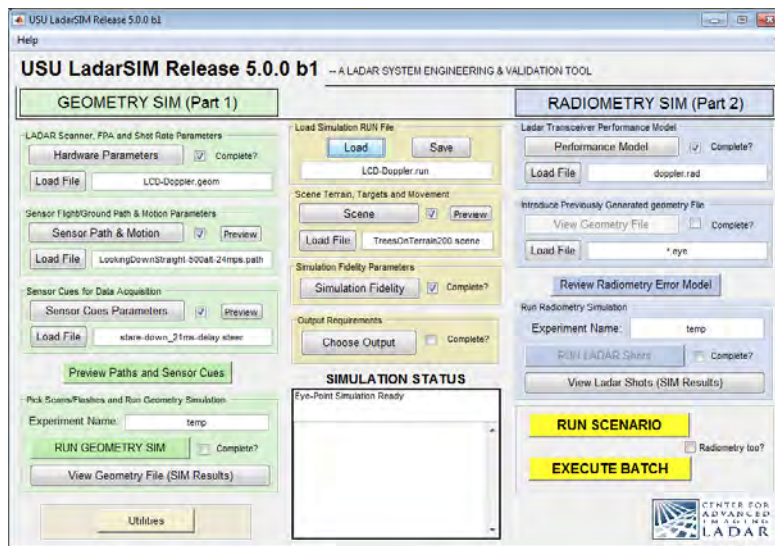 USU LadarSIM Release 5.0.0 b1
Help
USU LadarSIM Release 5.0.0 b1 -- A LADAR SYSTEM ENGINEERING & VALIDATION TOOL
GEOMETRY SIM (Part 1)
LADAR Scanner, FPA and Shot Rate Parameters
Hardware Parameters Complete?
Load File LCD-Doppler.geom
Sensor Flight/Ground Path & Motion Parameters
Sensor Path & Motion Preview
Load File LookingDownStraight-500alt-24mps.path
Sensor Cues for Data Acquisition
Sensor Cues Parameters Preview
Load File stare-down_21ms-delay.steer
Preview Paths and Sensor Cues
Pick Scans/Flashes and Run Geometry Simulation
Experiment Name: temp
RUN GEOMETRY SIM Complete?
View Geometry File (SIM Results)
Utilities
Load Simulation RUN File
Load Save
LCD-Doppler.run
Scene Terrain, Targets and Movement
Scene Preview
Load File TreesOnTerrain200.scene
Simulation Fidelity Parameters
Simulation Fidelity Complete?
Output Requirements
Choose Output Complete?
SIMULATION STATUS
Eye-Point Simulation Ready
RADIOMETRY SIM (Part 2)
Ladar Transceiver Performance Model
Performance Model Complete?
Load File doppler.rad
Introduce Previously Generated geometry File
View Geometry File Complete?
Load File *.eye
Review Radiometry Error Model
Run Radiometry Simulation
Experiment Name: temp
RUN LADAR Shots Complete?
View Ladar Shots (SIM Results)
RUN SCENARIO
Radiometry too?
EXECUTE BATCH
CENTER FOR
ADVANCED
IMAGING
LADAR